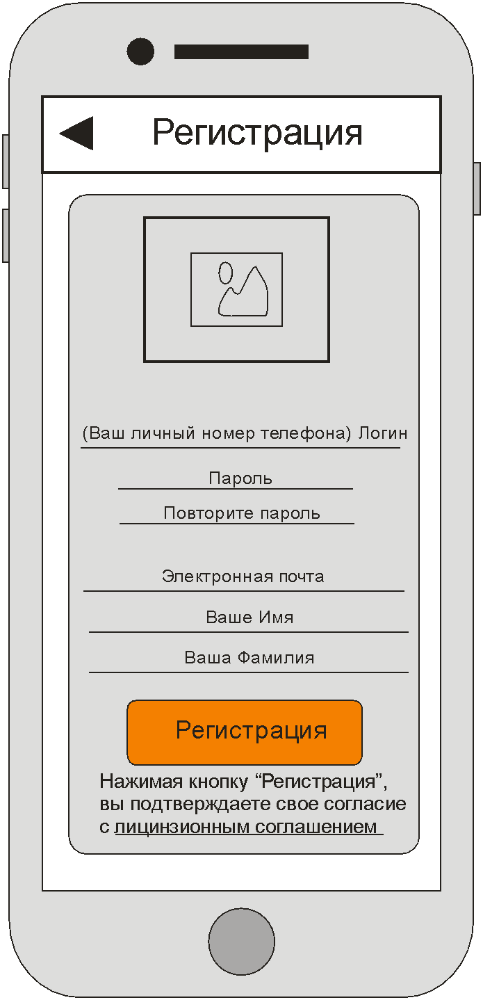 Регистрация
(Ваш личный номер телефона) Логин
Пароль
Повторите пароль
Электронная почта
Ваше Имя
Ваша Фамилия
Регистрация
Нажимая кнопку “Регистрация”,
вы подтверждаете свое согласие
с лицинзионным соглашением